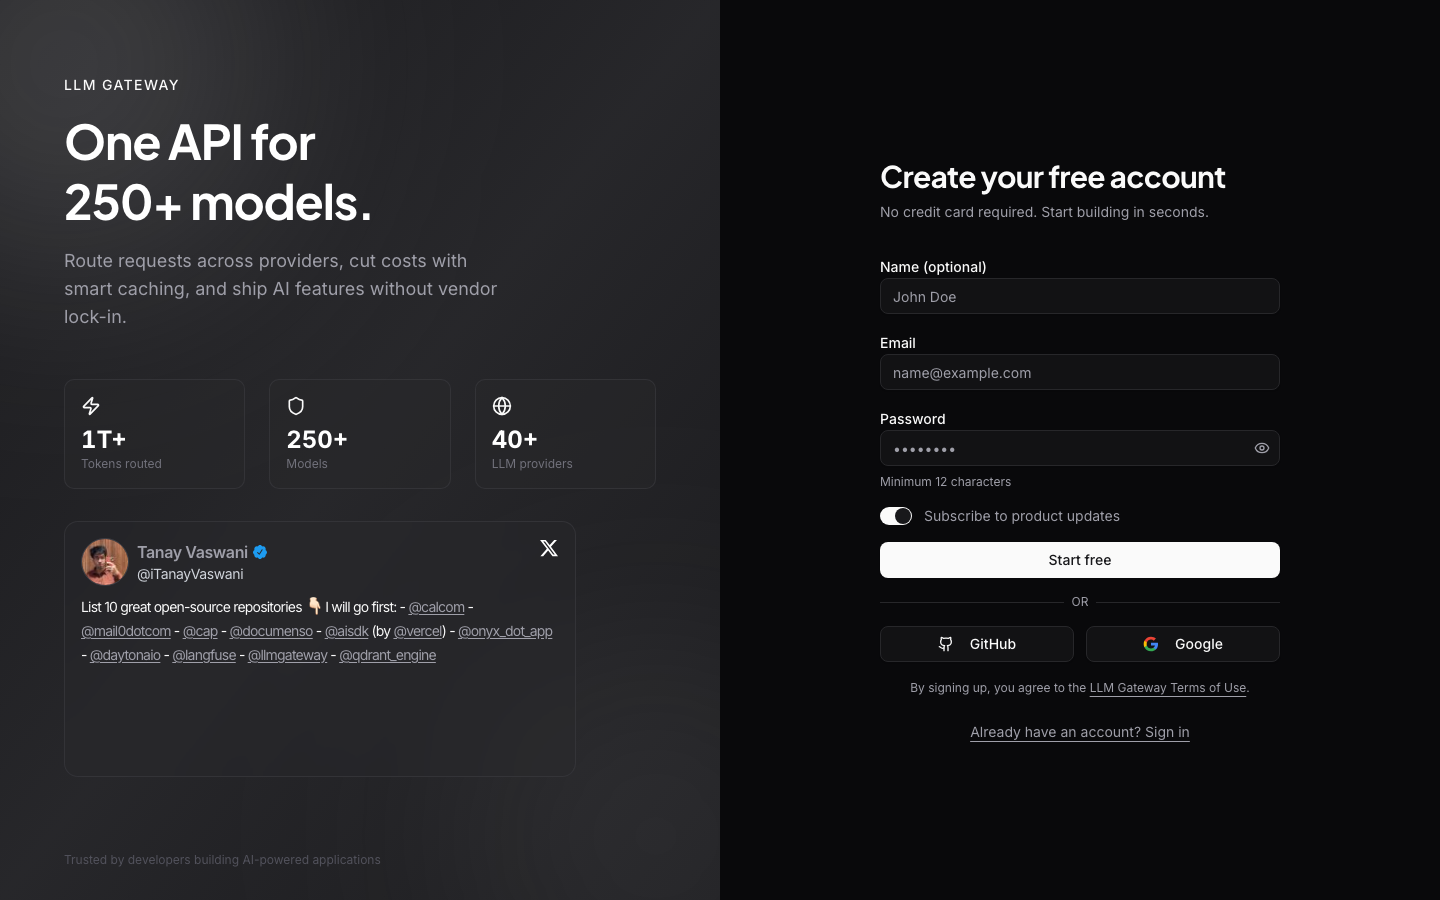 LLM GATEWAY
One API for
250+ models.
Route requests across providers, cut costs with
smart caching, and ship AI features without vendor
lock-in.
1T+
Tokens routed
250+
Models
40+
LLM providers
Tanay Vaswani
@iTanayVaswani
List 10 great open-source repositories 👇🏻 I will go first: - @calcom -
@mail0dotcom - @cap - @documenso - @aisdk (by @vercel) - @onyx_dot_app
- @daytonaio - @langfuse - @llmgateway - @qdrant_engine
Trusted by developers building AI-powered applications
Create your free account
No credit card required. Start building in seconds.
Name (optional)
John Doe
Email
name@example.com
Password
••••••••
Minimum 12 characters
Subscribe to product updates
Start free
OR
GitHub
Google
By signing up, you agree to the LLM Gateway Terms of Use.
Already have an account? Sign in